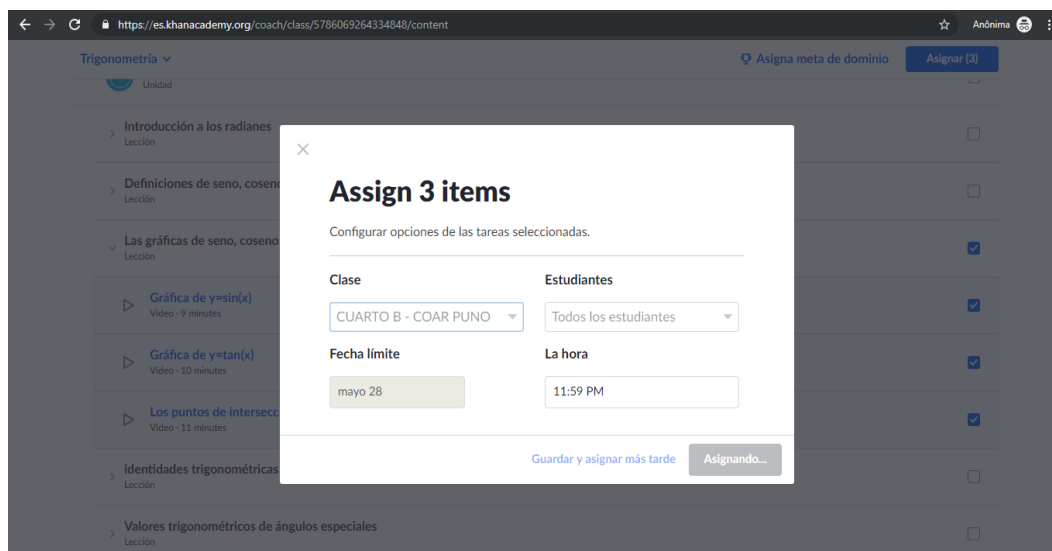 https://es.khanacademy.org/coach/class/5786069264334848/content
Anônima
Trigonometría
Asigna meta de dominio
Asignar (3)
Unidad
Introducción a los radianes
Lección
Definiciones de seno, coseno
Lección
Las gráficas de seno, coseno
Lección
Gráfica de y=sin(x)
Video · 9 minutes
Gráfica de y=tan(x)
Video · 10 minutes
Los puntos de intersecc
Video · 11 minutes
identidades trigonométricas
Lección
Valores trigonométricos de ángulos especiales
Lección
Assign 3 items
Configurar opciones de las tareas seleccionadas.
Clase
Estudiantes
CUARTO B - COAR PUNO
Todos los estudiantes
Fecha límite
La hora
mayo 28
11:59 PM
Guardar y asignar más tarde
Asignando...